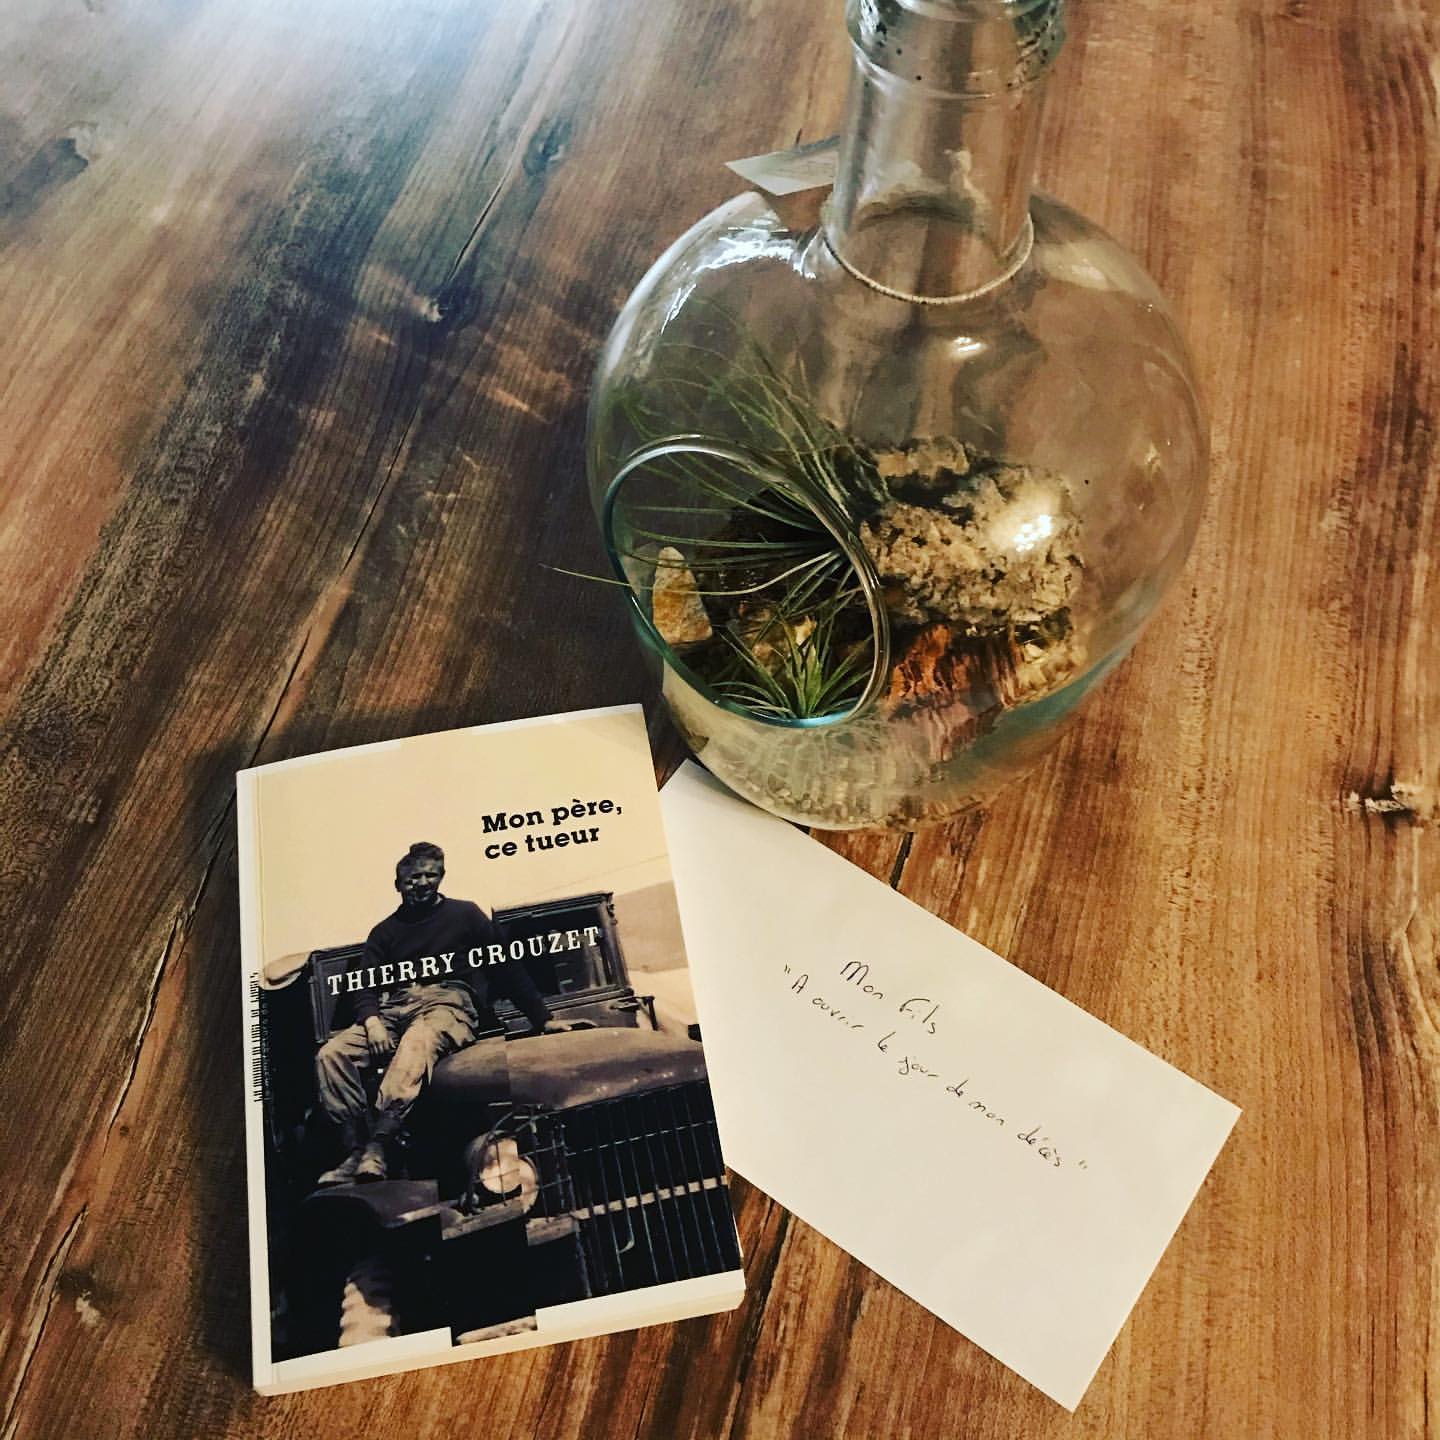 Mon père,
ce tueur
THIERRY CROUZET
Mon Fils
"A ouvrir le jour de mon décès"